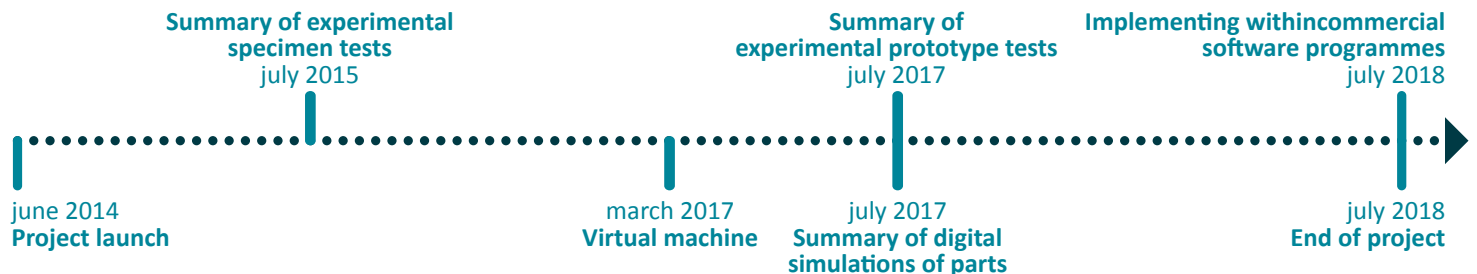 Summary of experimental
specimen tests
july 2015
Summary of
experimental prototype tests
july 2017
Implementing withincommercial
software programmes
july 2018
june 2014
Project launch
march 2017
Virtual machine
july 2017
Summary of digital
simulations of parts
july 2018
End of project